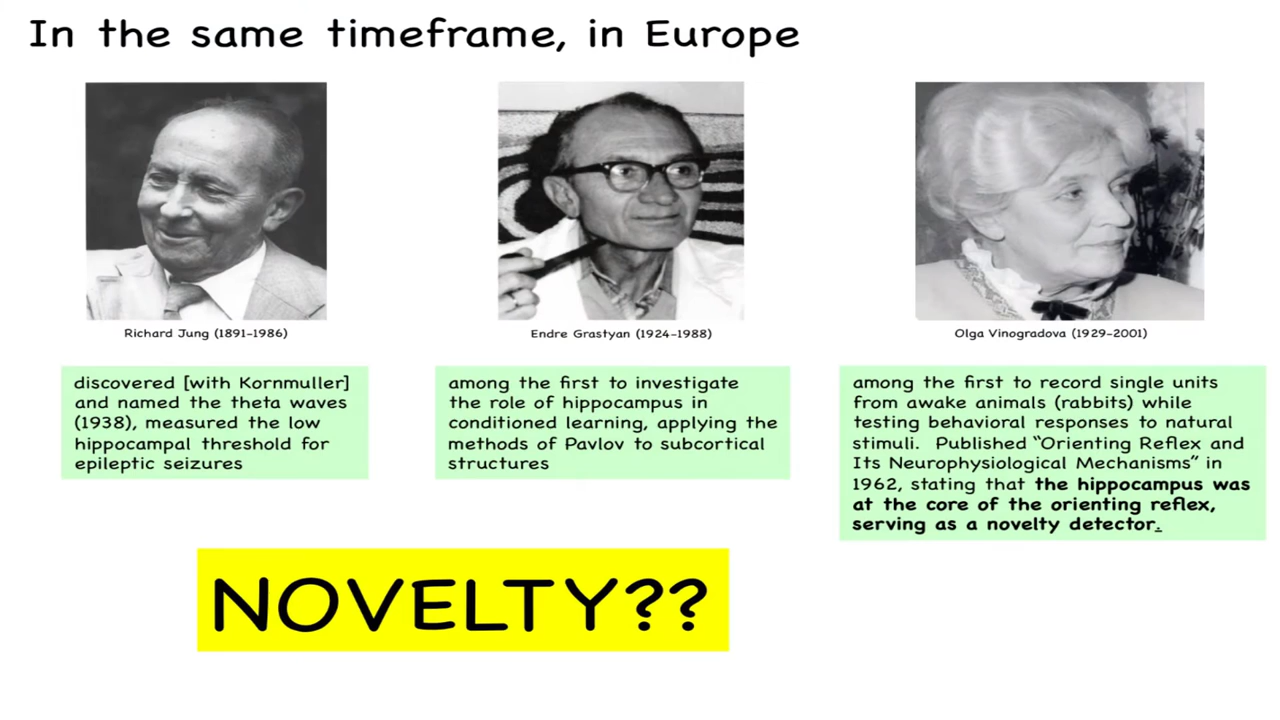 In the same timeframe, in Europe
Richard Jung (1891-1986)
discovered [with Kornmuller]
and named the theta waves
(1938), measured the low
hippocampal threshold for
epileptic seizures
Endre Grastyan (1924-1988)
among the first to investigate
the role of hippocampus in
conditioned learning, applying the
methods of Pavlov to subcortical
structures
Olga Vinogradova (1929-2001)
among the first to record single units
from awake animals (rabbits) while
testing behavioral responses to natural
stimuli. Published “Orienting Reflex and
Its Neurophysiological Mechanisms” in
1962, stating that the hippocampus was
at the core of the orienting reflex,
serving as a novelty detector.
NOVELTY??